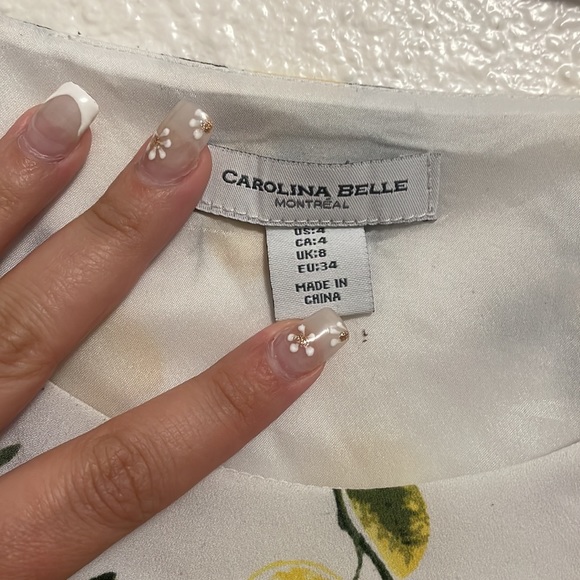 CAROLINA BELLE
MONTRÉAL
US:4
CA:4
UK:8
EU:34
MADE IN
CHINA